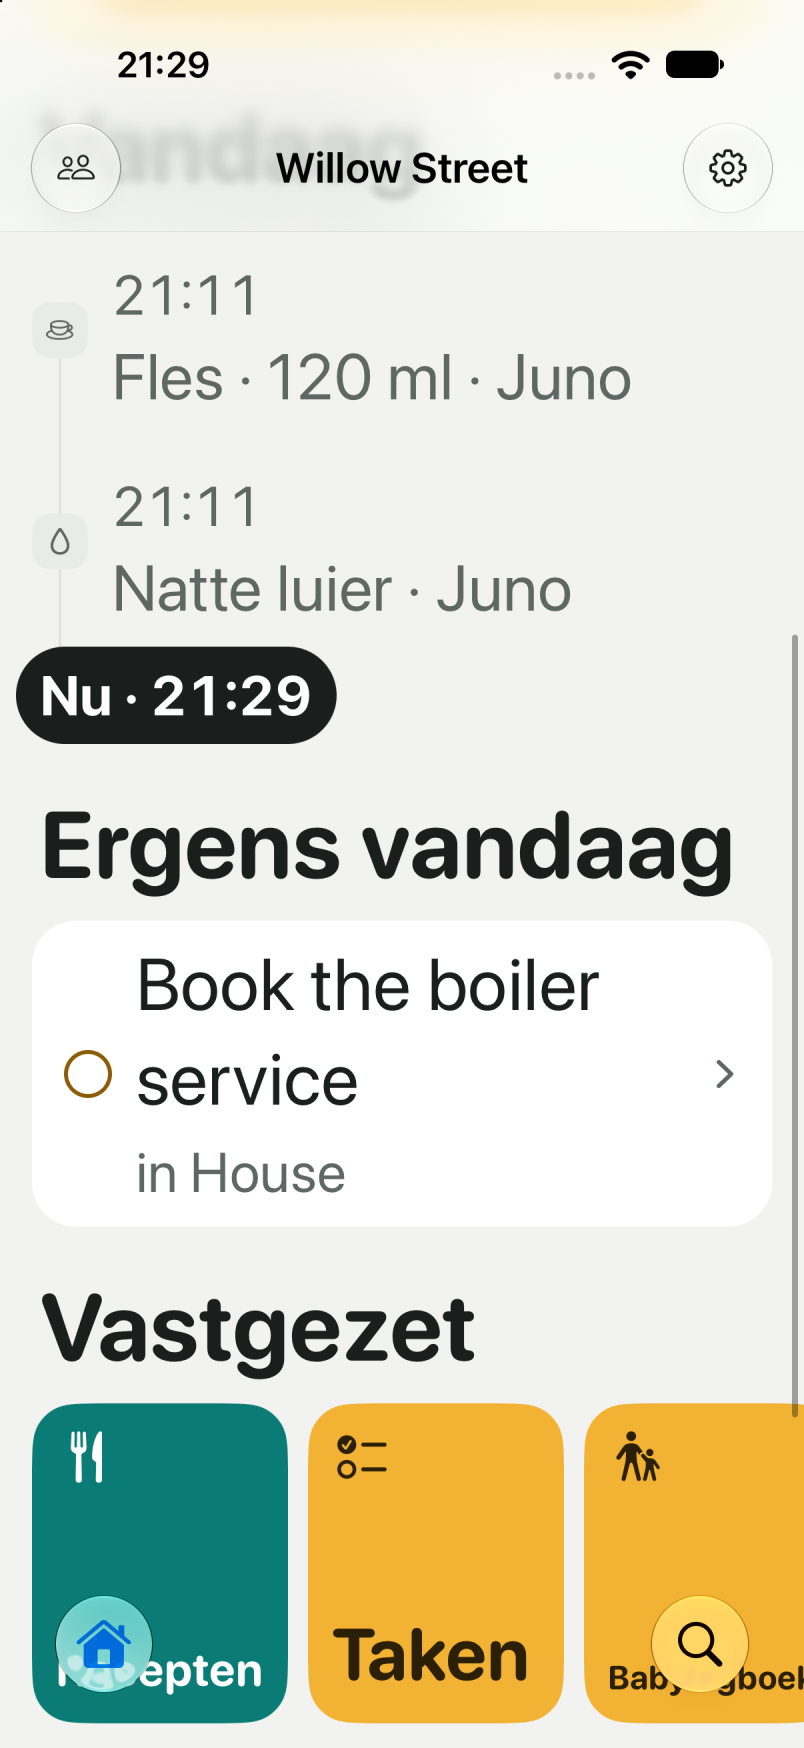 21:29
Vandaag
Willow Street
21:11
Fles · 120 ml · Juno
21:11
Natte luier · Juno
Nu · 21:29
Ergens vandaag
Book the boiler
service
in House
Vastgezet
Taken